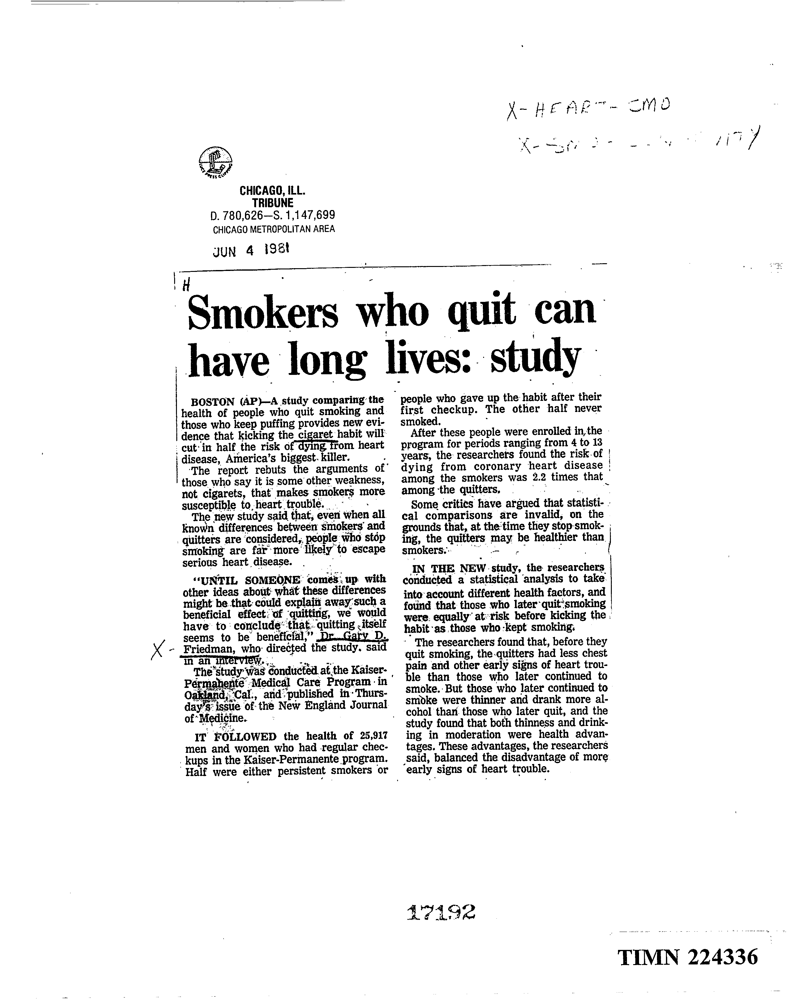 X-HEART-CMO
CHICAGO, ILL.
TRIBUNE
D. 780,626—S. 1,147,699
CHICAGO METROPOLITAN AREA
JUN 4 1981
H
Smokers who quit can
have long lives: study
BOSTON (AP)—A study comparing the
health of people who quit smoking and
those who keep puffing provides new evi-
dence that kicking the cigaret habit will
cut in half the risk of dying from heart
disease, America's biggest killer.
The report rebuts the arguments of
those who say it is some other weakness,
not cigarets, that makes smokers more
susceptible to heart trouble.
The new study said that, even when all
known differences between smokers and
quitters are considered, people who stop
smoking are far more likely to escape
serious heart disease.
"UNTIL SOMEONE comes up with
other ideas about what these differences
might be that could explain away such a
beneficial effect of quitting, we would
have to conclude that quitting itself
seems to be beneficial," Dr. Gary D.
X- Friedman, who directed the study, said
in an interview.
The study was conducted at the Kaiser-
Permanente Medical Care Program in
Oakland, Cal., and published in Thurs-
day's issue of the New England Journal
of Medicine.
IT FOLLOWED the health of 25,917
men and women who had regular chec-
kups in the Kaiser-Permanente program.
Half were either persistent smokers or
people who gave up the habit after their
first checkup. The other half never
smoked.
After these people were enrolled in the
program for periods ranging from 4 to 13
years, the researchers found the risk of
dying from coronary heart disease
among the smokers was 2.2 times that
among the quitters.
Some critics have argued that statisti-
cal comparisons are invalid, on the
grounds that, at the time they stop smok-
ing, the quitters may be healthier than
smokers.
IN THE NEW study, the researchers
conducted a statistical analysis to take
into account different health factors, and
found that those who later quit smoking
were equally at risk before kicking the
habit as those who kept smoking.
The researchers found that, before they
quit smoking, the quitters had less chest
pain and other early signs of heart trou-
ble than those who later continued to
smoke. But those who later continued to
smoke were thinner and drank more al-
cohol than those who later quit, and the
study found that both thinness and drink-
ing in moderation were health advan-
tages. These advantages, the researchers
said, balanced the disadvantage of more
early signs of heart trouble.
17192
TIMN 224336